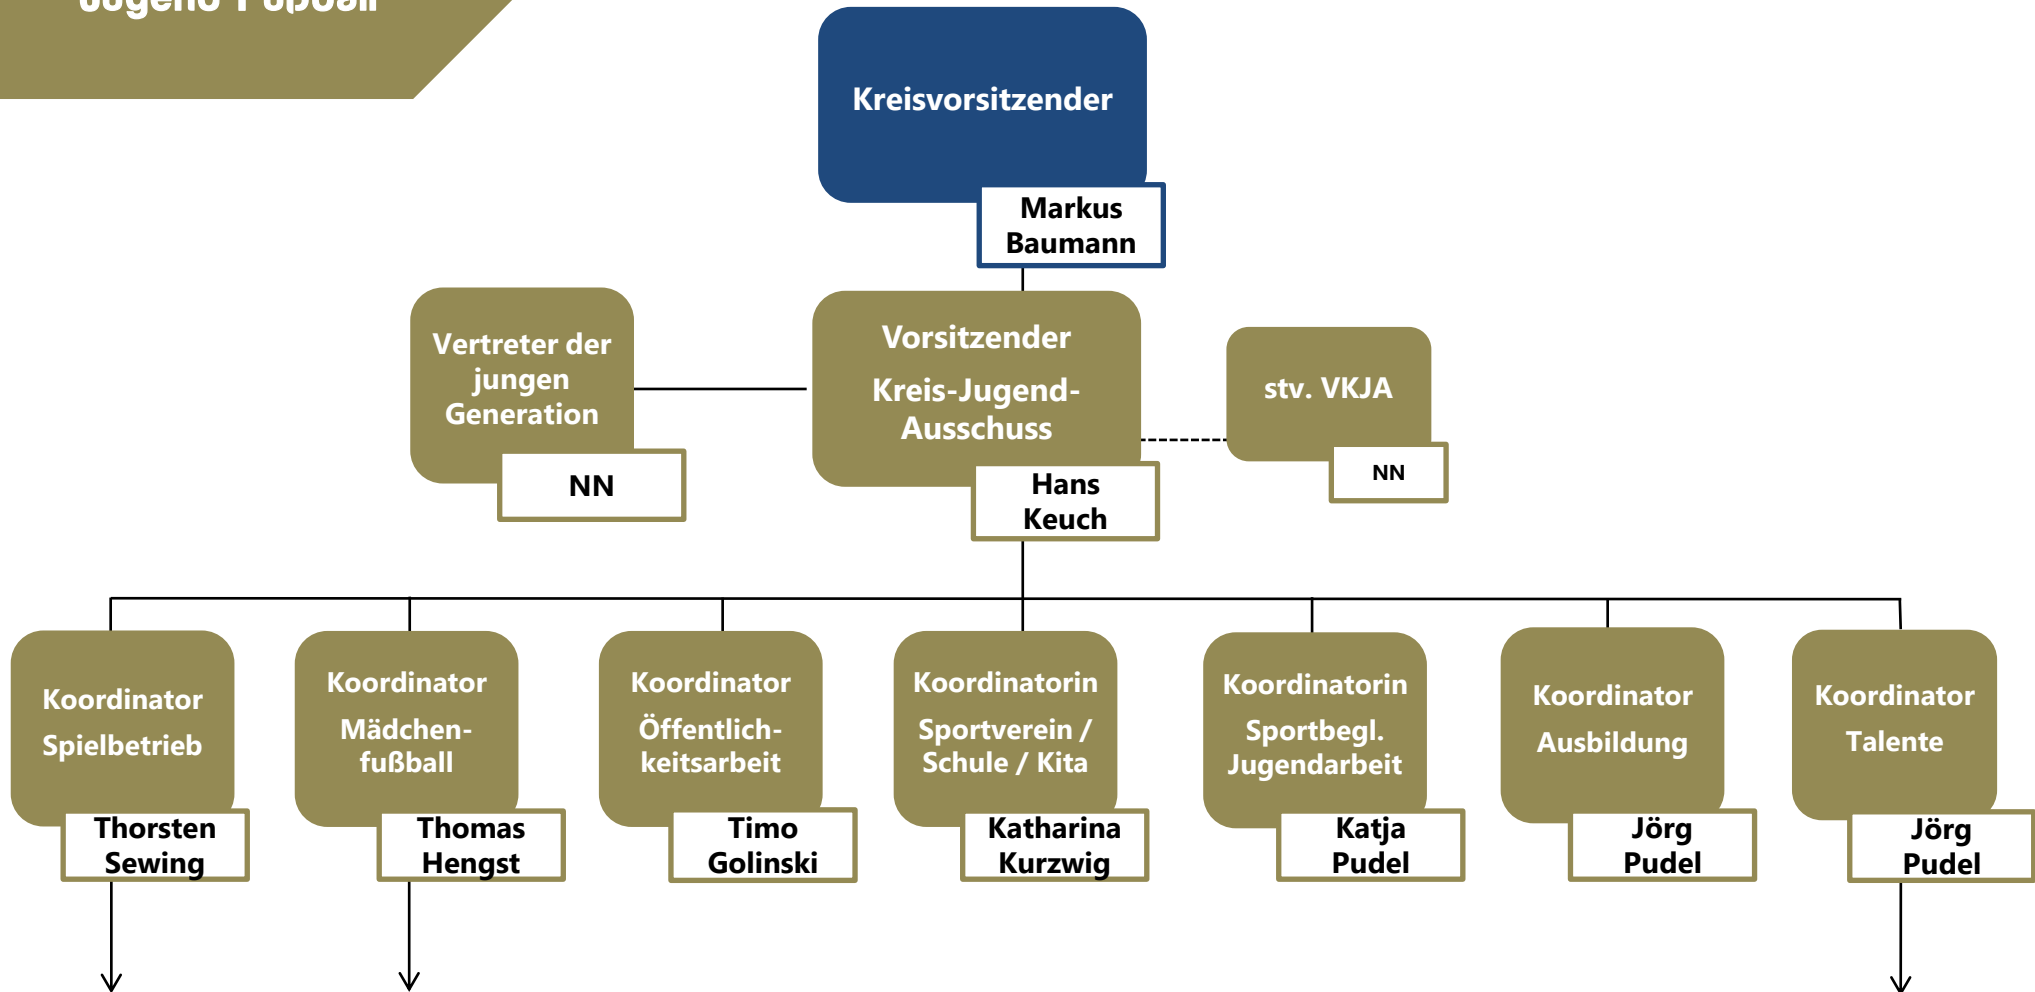 Jugend Fußball
Kreisvorsitzender
Markus
Baumann
Vertreter der
jungen
Generation
NN
Vorsitzender
Kreis-Jugend-
Ausschuss
Hans
Keuch
stv. VKJA
NN
Koordinator
Spielbetrieb
Thorsten
Sewing
Koordinator
Mädchen-
fußball
Thomas
Hengst
Koordinator
Öffentlich-
keitsarbeit
Timo
Golinski
Koordinatorin
Sportverein /
Schule / Kita
Katharina
Kurzwig
Koordinatorin
Sportbegl.
Jugendarbeit
Katja
Pudel
Koordinator
Ausbildung
Jörg
Pudel
Koordinator
Talente
Jörg
Pudel